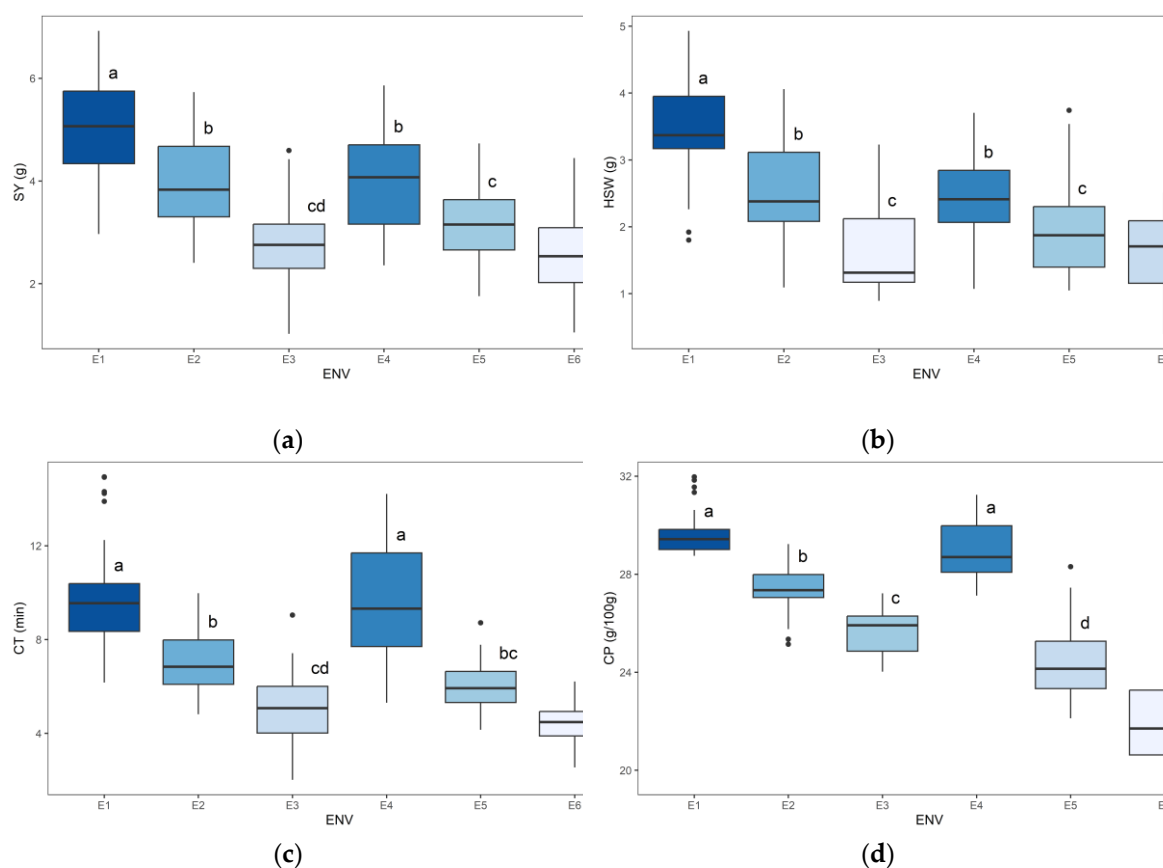 a
b
cd
b
c
SY (g)
6
4
2
E1 E2 E3 E4 E5 E6
ENV
(a)
a
b
c
b
c
HSW (g)
5
4
3
2
1
E1 E2 E3 E4 E5
ENV
(b)
a
b
cd
a
bc
CT (min)
12
8
4
E1 E2 E3 E4 E5 E6
ENV
(c)
a
b
c
a
d
CP (g/100g)
32
28
24
20
E1 E2 E3 E4 E5
ENV
(d)